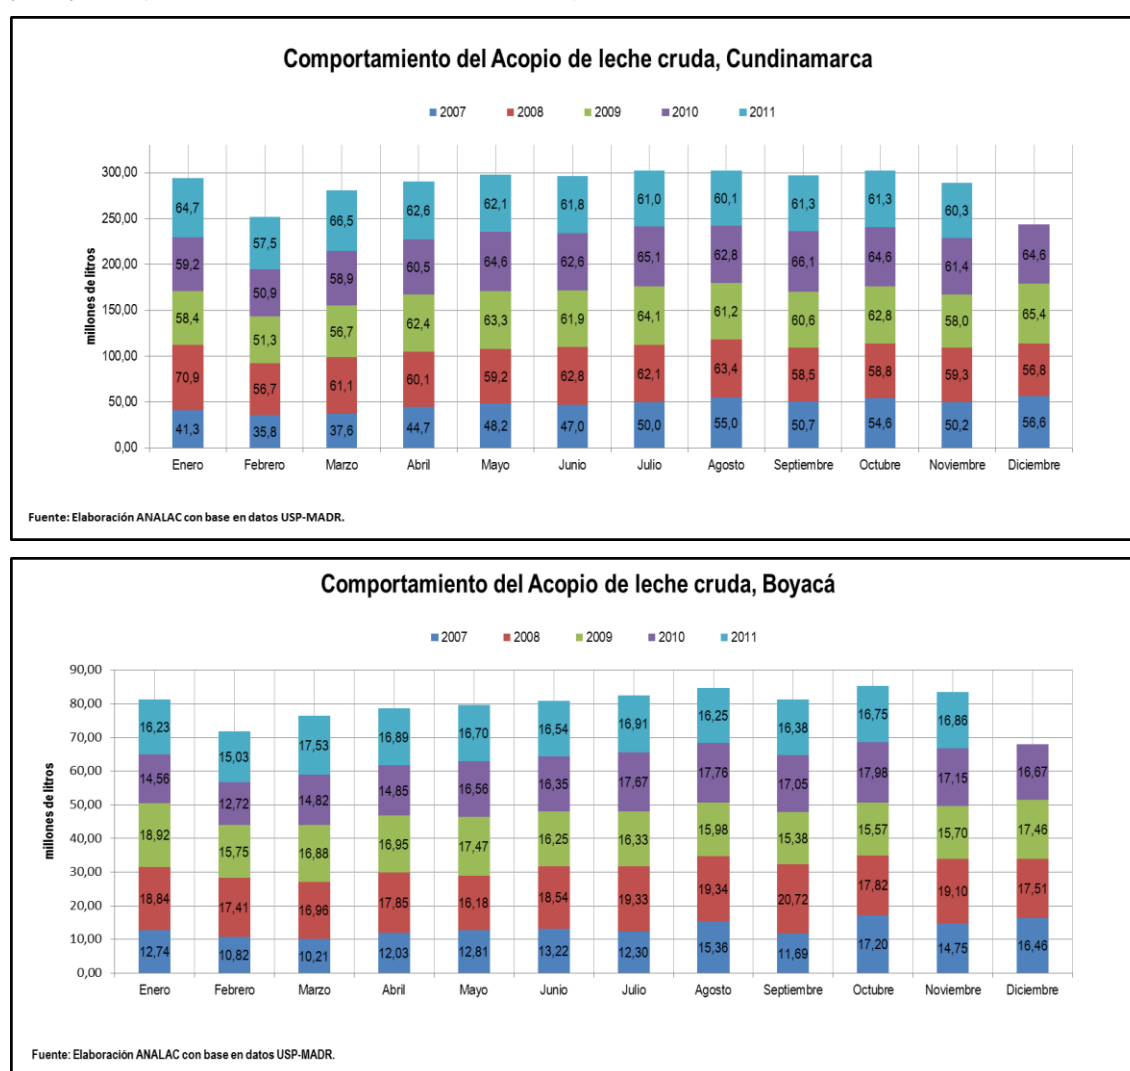 Comportamiento del Acopio de leche cruda, Cundinamarca
2007 2008 2009 2010 2011
millones de litros
300,00
250,00
200,00
150,00
100,00
50,00
0,00
64,7 57,5 66,5 62,6 62,1 61,8 61,0 60,1 61,3 61,3 60,3
59,2 50,9 58,9 60,5 64,6 62,6 65,1 62,8 66,1 64,6 61,4 64,6
58,4 51,3 56,7 62,4 63,3 61,9 64,1 61,2 60,6 62,8 58,0 65,4
70,9 56,7 61,1 60,1 59,2 62,8 62,1 63,4 58,5 58,8 59,3 56,8
41,3 35,8 37,6 44,7 48,2 47,0 50,0 55,0 50,7 54,6 50,2 56,6
Enero Febrero Marzo Abril Mayo Junio Julio Agosto Septiembre Octubre Noviembre Diciembre
Fuente: Elaboración ANALAC con base en datos USP-MADR.
Comportamiento del Acopio de leche cruda, Boyacá
2007 2008 2009 2010 2011
millones de litros
90,00
80,00
70,00
60,00
50,00
40,00
30,00
20,00
10,00
0,00
16,23 15,03 17,53 16,89 16,70 16,54 16,91 16,25 16,38 16,75 16,86
14,56 12,72 14,82 14,85 16,56 16,35 17,67 17,76 17,05 17,98 17,15 16,67
18,92 15,75 16,88 16,95 17,47 16,25 16,33 15,98 15,38 15,57 15,70 17,46
18,84 17,41 16,96 17,85 16,18 18,54 19,33 19,34 20,72 17,82 19,10 17,51
12,74 10,82 10,21 12,03 12,81 13,22 12,30 15,36 11,69 17,20 14,75 16,46
Enero Febrero Marzo Abril Mayo Junio Julio Agosto Septiembre Octubre Noviembre Diciembre
Fuente: Elaboración ANALAC con base en datos USP-MADR.